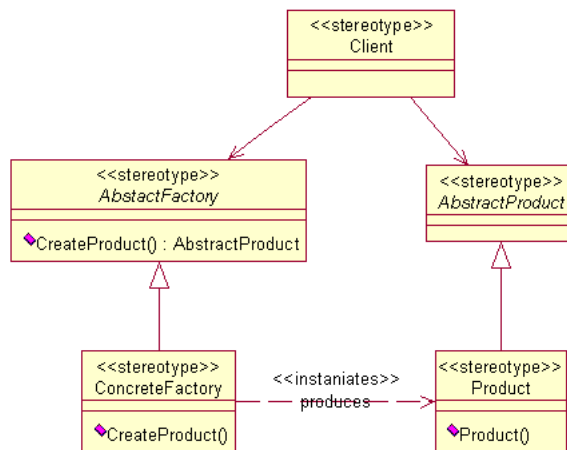 <<stereotype>>
Client
<<stereotype>>
AbstactFactory
CreateProduct() : AbstractProduct
<<stereotype>>
AbstractProduct
<<stereotype>>
ConcreteFactory
CreateProduct()
<<instaniates>>
produces
<<stereotype>>
Product
Product()